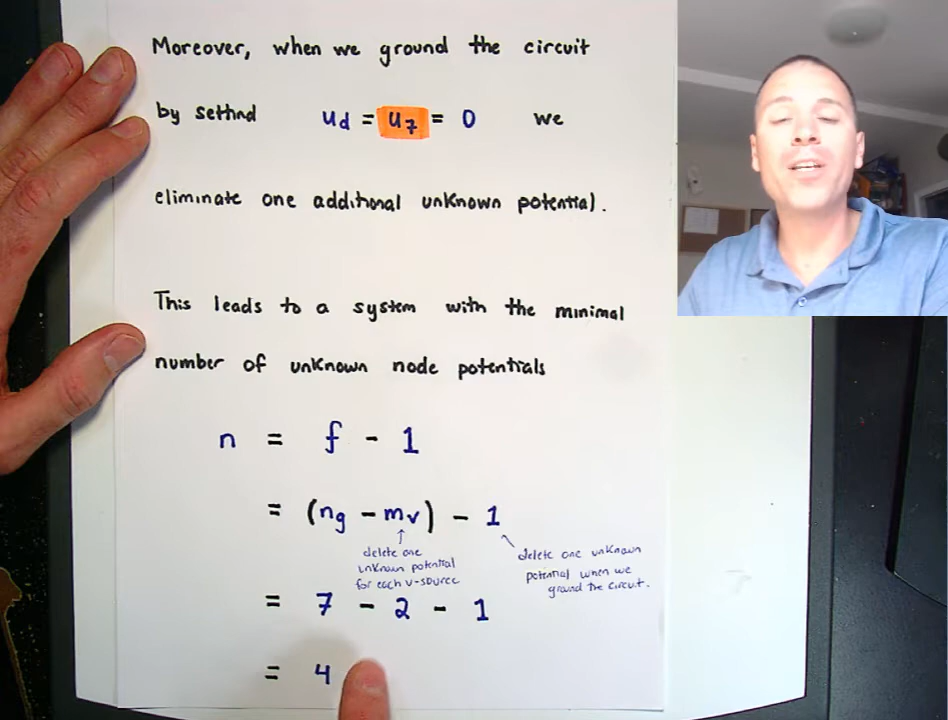 Moreover, when we ground the circuit
by settind ud = u7 = 0 we
eliminate one additional unknown potential.
This leads to a system with the minimal
number of unknown node potentials
n = f - 1
= (ng - mv) - 1
delete one
unknown potential
for each v-source
delete one unknown
potential when we
ground the circuit.
= 7 - 2 - 1
= 4